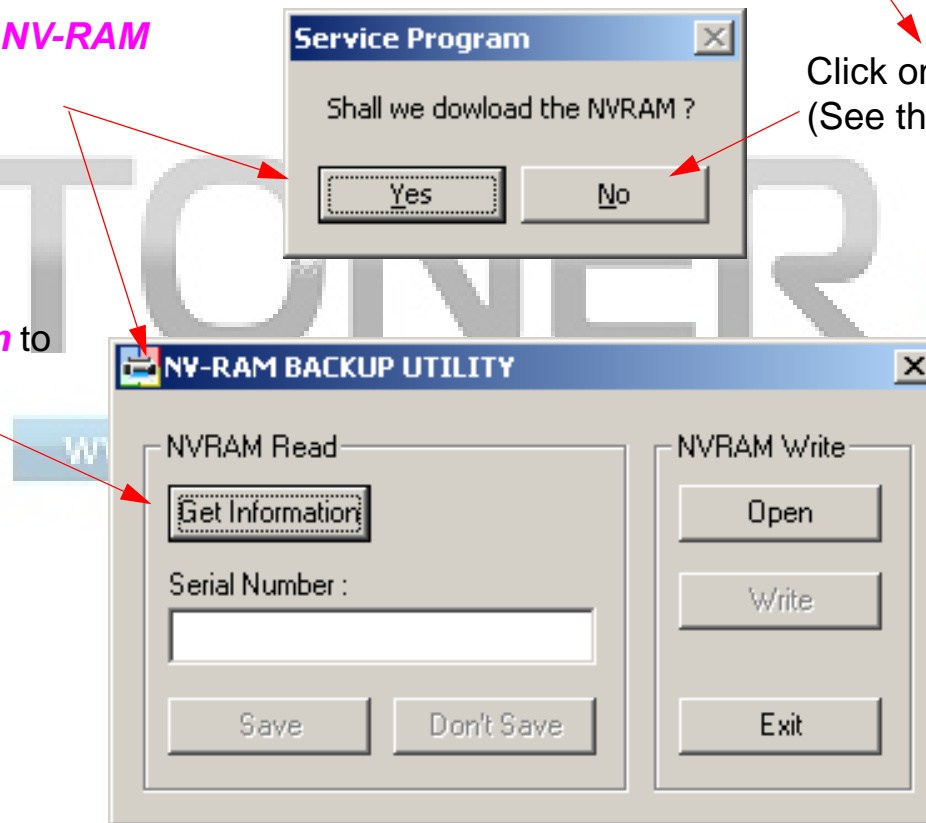 NV-RAM
Service Program
Click
(See
Shall we dowload the NVRAM ?
Yes
No
TONER
to
NV-RAM BACKUP UTILITY
NVRAM Read
NVRAM Write
Get Information
Open
Serial Number :
Write
Save
Don't Save
Exit